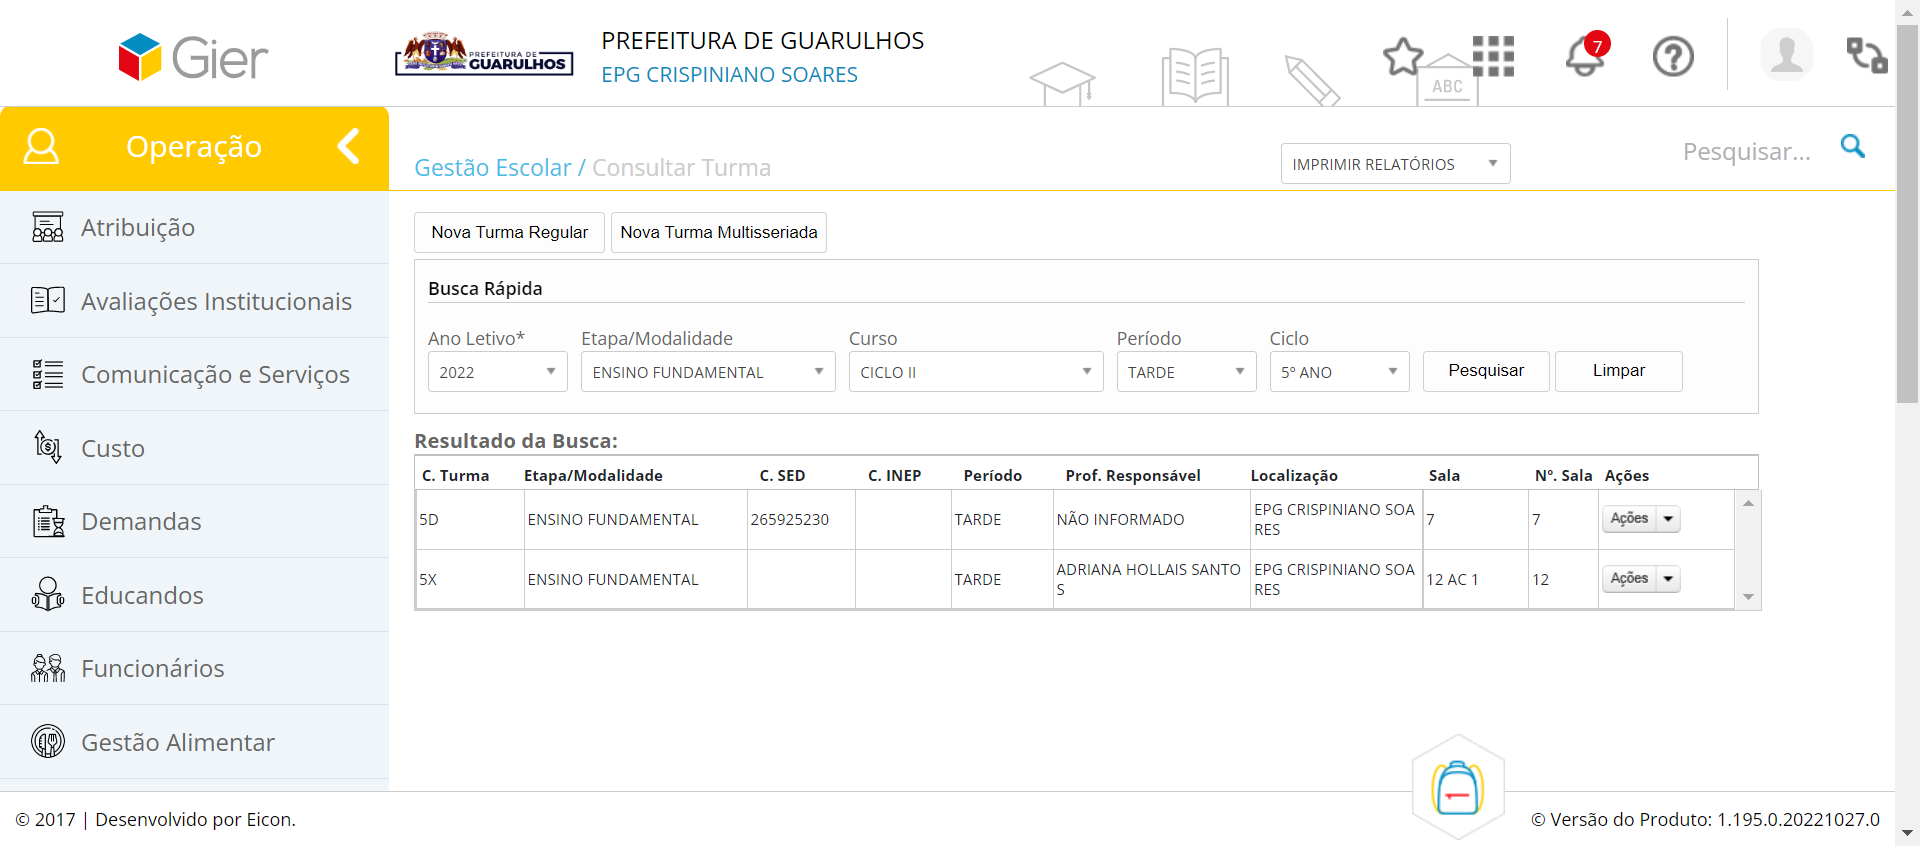 Gier
PREFEITURA DE
GUARULHOS
PREFEITURA DE GUARULHOS
EPG CRISPINIANO SOARES
ABC
7
Operação
Gestão Escolar / Consultar Turma
IMPRIMIR RELATÓRIOS
Pesquisar...
Atribuição
Avaliações Institucionais
Comunicação e Serviços
Custo
Demandas
Educandos
Funcionários
Gestão Alimentar
Nova Turma Regular
Nova Turma Multisseriada
Busca Rápida
Ano Letivo* Etapa/Modalidade Curso Período Ciclo
2022 ENSINO FUNDAMENTAL CICLO II TARDE 5º ANO Pesquisar Limpar
Resultado da Busca:
C. Turma Etapa/Modalidade C. SED C. INEP Período Prof. Responsável Localização Sala Nº. Sala Ações
5D ENSINO FUNDAMENTAL 265925230 TARDE NÃO INFORMADO EPG CRISPINIANO SOA
RES 7 7 Ações
5X ENSINO FUNDAMENTAL TARDE ADRIANA HOLLAIS SANTO
S EPG CRISPINIANO SOA
RES 12 AC 1 12 Ações
© 2017 | Desenvolvido por Eicon.
© Versão do Produto: 1.195.0.20221027.0